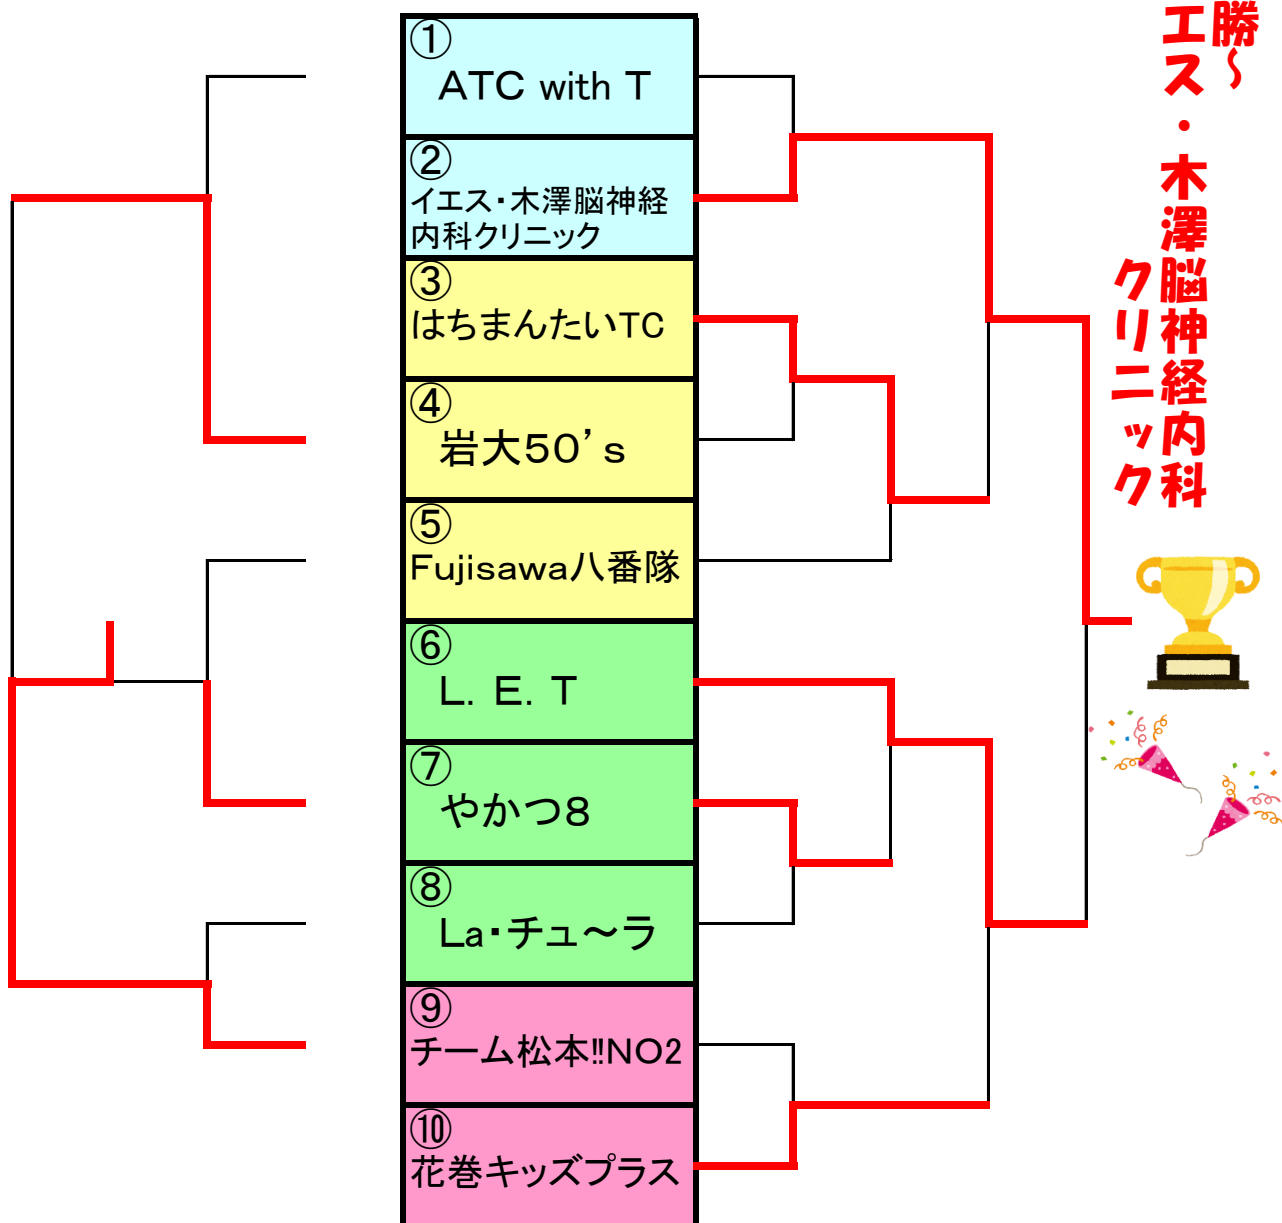 ①
ATC with T
②
イエス・木澤脳神経
内科クリニック
③
はちまんたいTC
④
岩大50’s
⑤
Fujisawa八番隊
⑥
L. E. T
⑦
やかつ8
⑧
La・チュ～ラ
⑨
チーム松本!!NO2
⑩
花巻キッズプラス
勝～
エス・木澤脳神経内科
クリニック